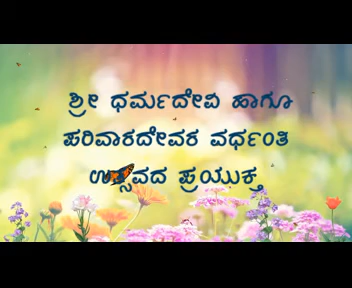 ಶ್ರೀ ಧರ್ಮದೇವಿ ಹಾಗೂ
ಪರಿವಾರದೇವರ ವರ್ಧಂತಿ
ಉತ್ಸವದ ಪ್ರಯುಕ್ತ